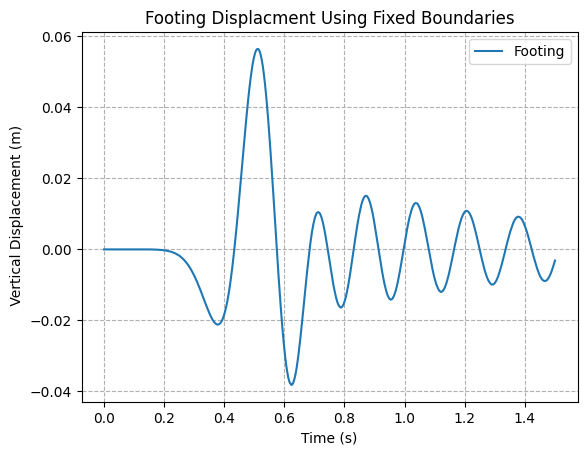 Footing Displacment Using Fixed Boundaries
Footing
Vertical Displacement (m)
0.06
0.04
0.02
0.00
−0.02
−0.04
0.0 0.2 0.4 0.6 0.8 1.0 1.2 1.4
Time (s)